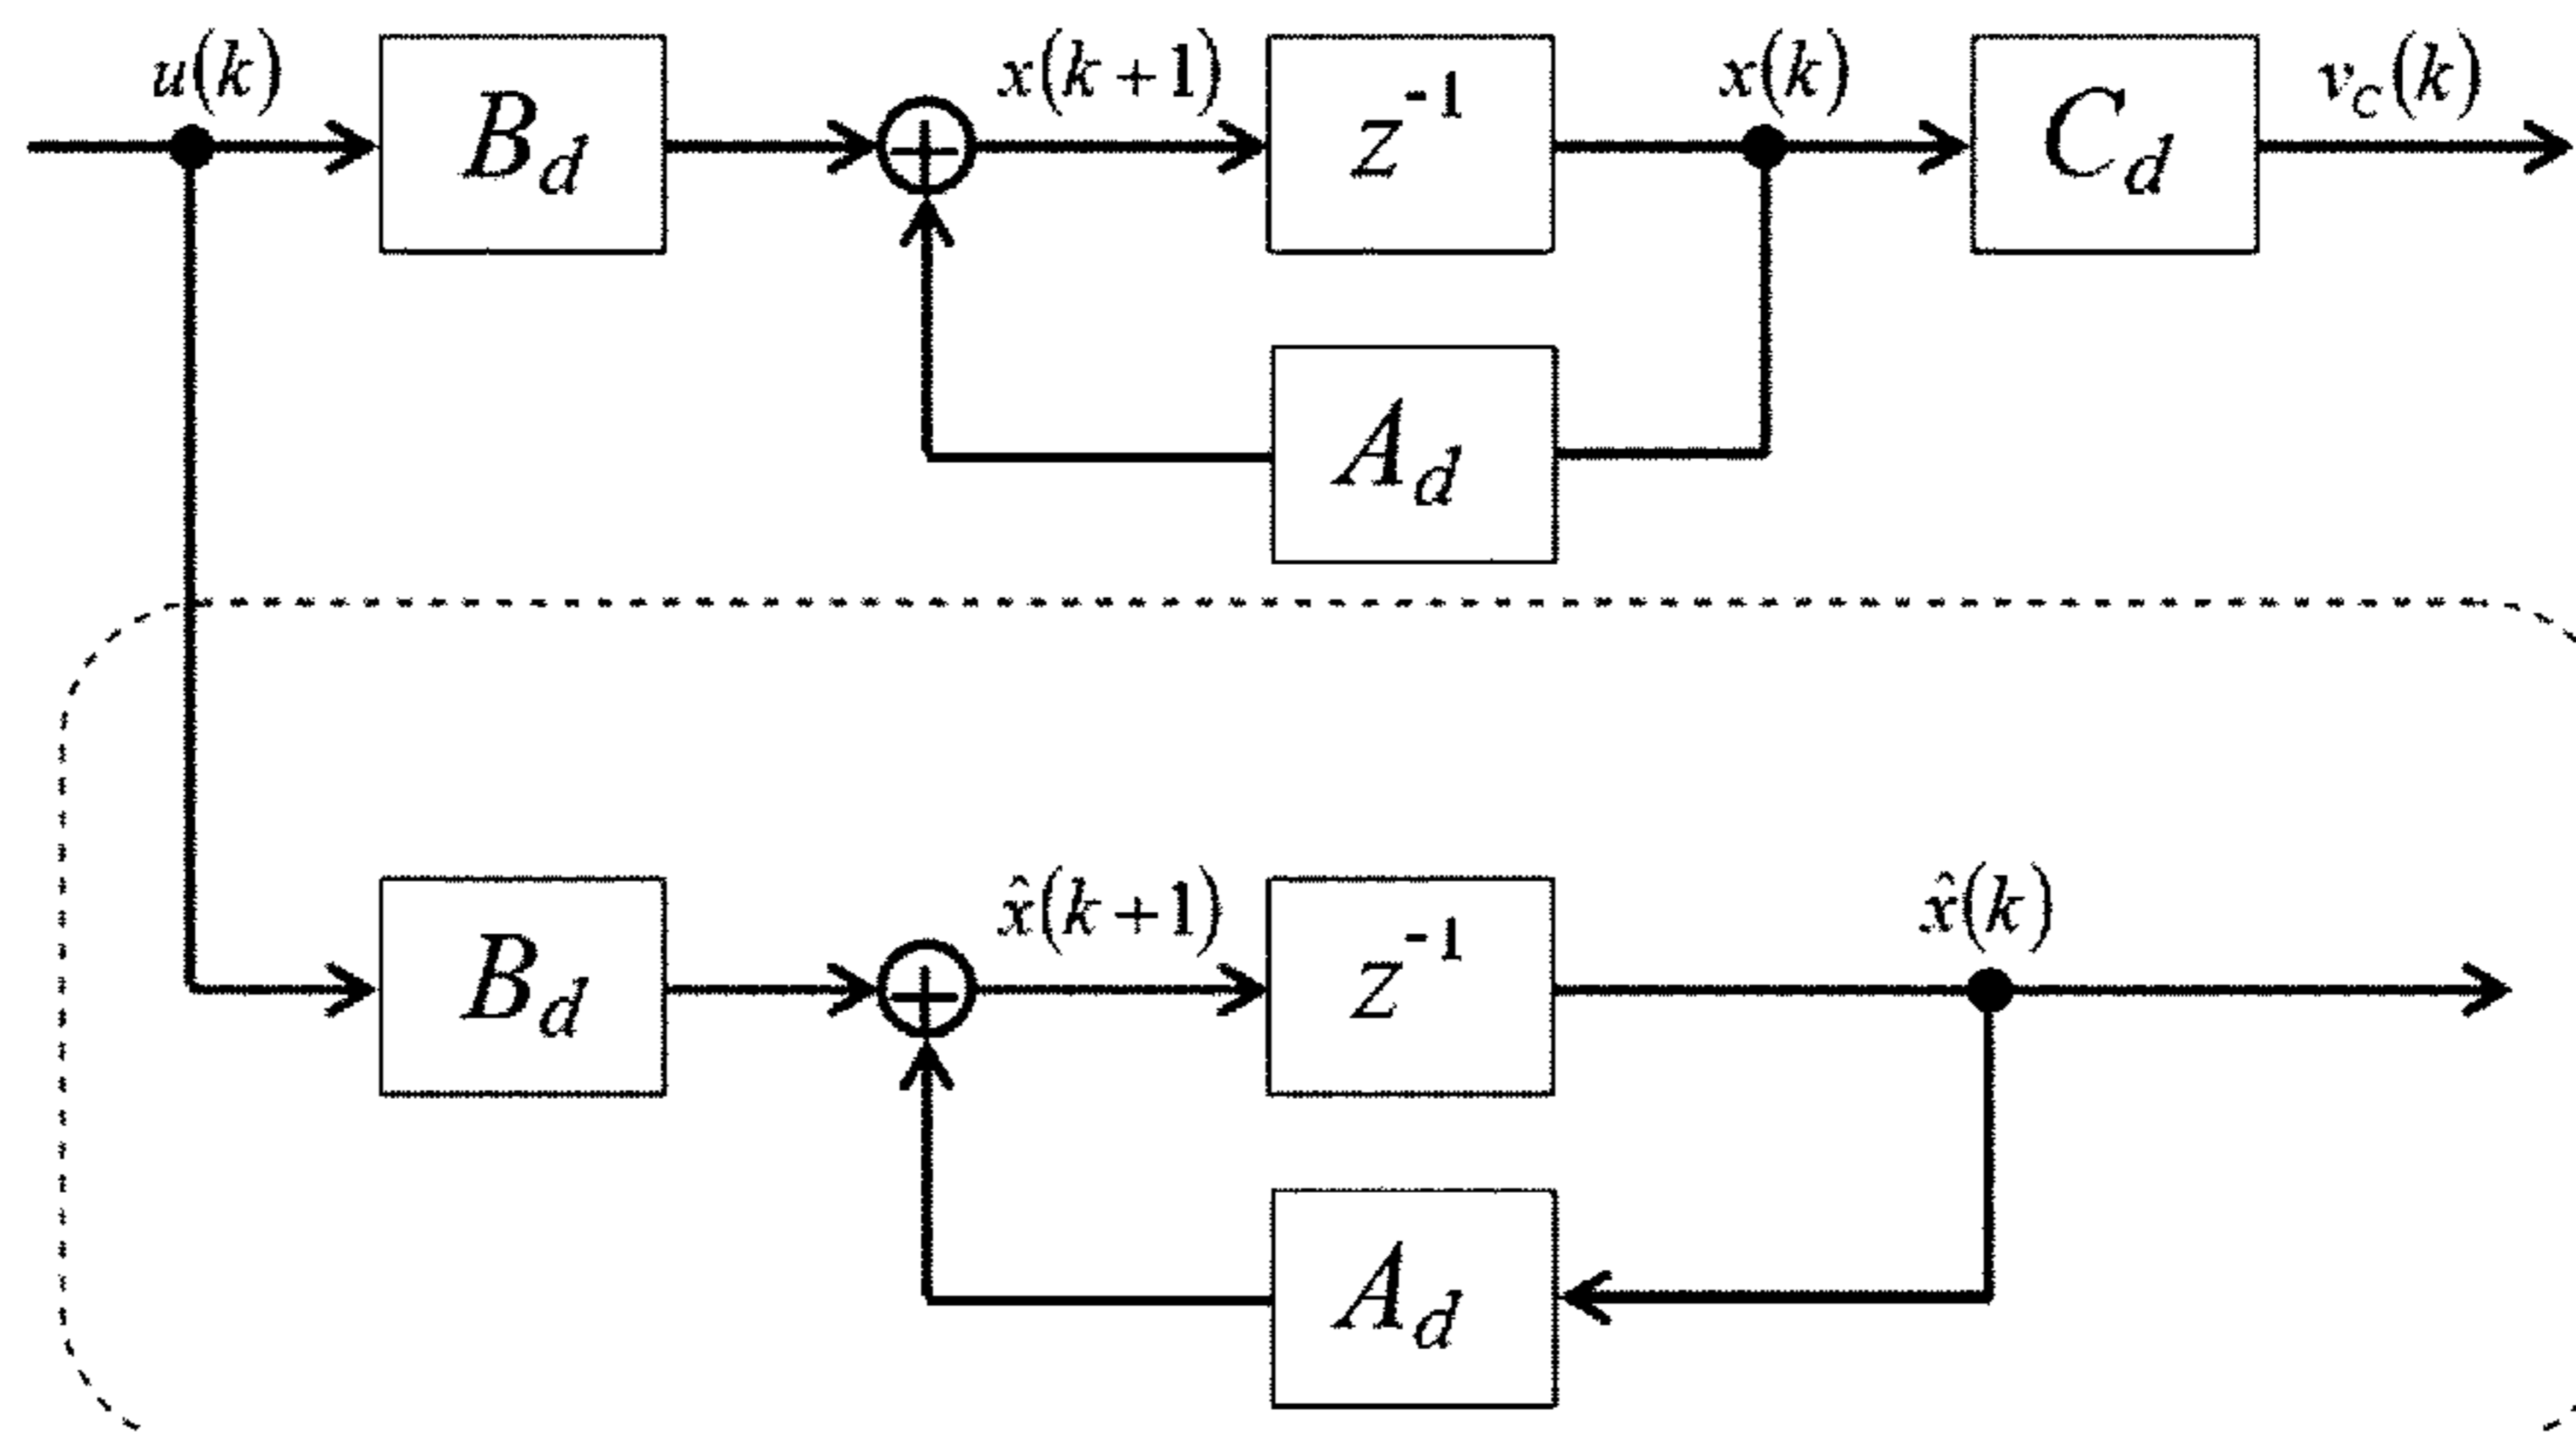 u(k)
B_d
x(k+1)
z^{-1}
x(k)
C_d
v_C(k)
A_d
B_d
x̂(k+1)
z^{-1}
x̂(k)
A_d